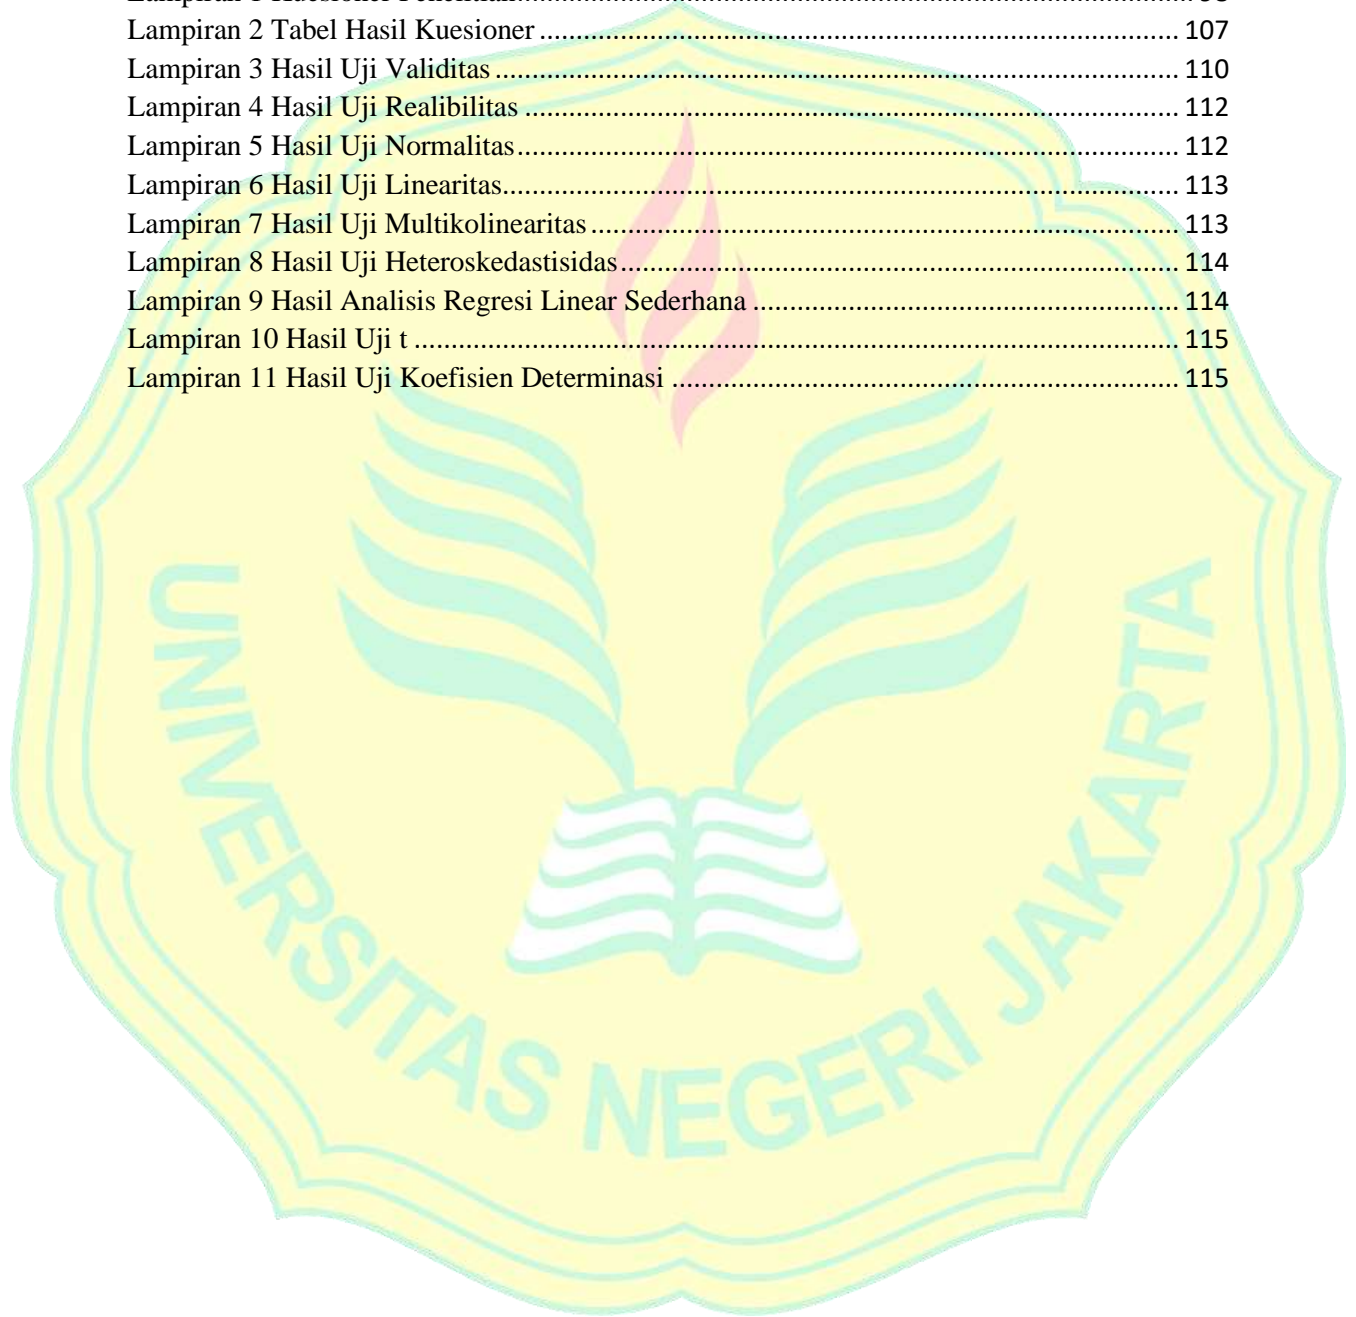 Lampiran 2 Tabel Hasil Kuesioner ........................................................................................ 107
Lampiran 3 Hasil Uji Validitas .............................................................................................. 110
Lampiran 4 Hasil Uji Realibilitas .......................................................................................... 112
Lampiran 5 Hasil Uji Normalitas ........................................................................................... 112
Lampiran 6 Hasil Uji Linearitas ............................................................................................. 113
Lampiran 7 Hasil Uji Multikolinearitas ................................................................................. 113
Lampiran 8 Hasil Uji Heteroskedastisidas ............................................................................. 114
Lampiran 9 Hasil Analisis Regresi Linear Sederhana ........................................................... 114
Lampiran 10 Hasil Uji t ......................................................................................................... 115
Lampiran 11 Hasil Uji Koefisien Determinasi ...................................................................... 115
UNIVERSITAS NEGERI JAKARTA